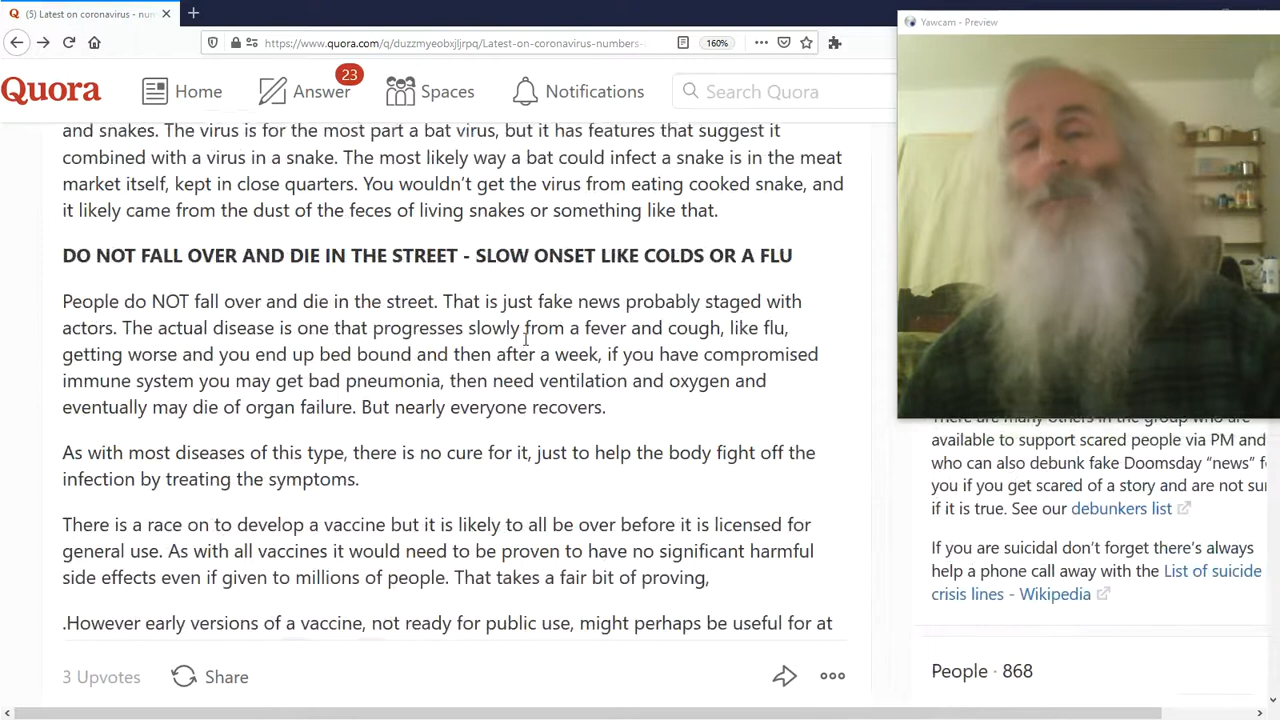 (5) Latest on coronavirus - num
https://www.quora.com/q/duzzmyeobxjljrpq/Latest-on-coronavirus-numbers-
160%
Yawcam - Preview
Quora
Home
Answer
23
Spaces
Notifications
Search Quora
and snakes. The virus is for the most part a bat virus, but it has features that suggest it
combined with a virus in a snake. The most likely way a bat could infect a snake is in the meat
market itself, kept in close quarters. You wouldn't get the virus from eating cooked snake, and
it likely came from the dust of the feces of living snakes or something like that.
DO NOT FALL OVER AND DIE IN THE STREET - SLOW ONSET LIKE COLDS OR A FLU
People do NOT fall over and die in the street. That is just fake news probably staged with
actors. The actual disease is one that progresses slowly from a fever and cough, like flu,
getting worse and you end up bed bound and then after a week, if you have compromised
immune system you may get bad pneumonia, then need ventilation and oxygen and
eventually may die of organ failure. But nearly everyone recovers.
As with most diseases of this type, there is no cure for it, just to help the body fight off the
infection by treating the symptoms.
There is a race on to develop a vaccine but it is likely to all be over before it is licensed for
general use. As with all vaccines it would need to be proven to have no significant harmful
side effects even if given to millions of people. That takes a fair bit of proving,
.However early versions of a vaccine, not ready for public use, might perhaps be useful for at
3 Upvotes
Share
There are many others in the group who are
available to support scared people via PM and
who can also debunk fake Doomsday “news” f
you if you get scared of a story and are not sur
if it is true. See our debunkers list
If you are suicidal don't forget there's always
help a phone call away with the List of suicide
crisis lines - Wikipedia
People · 868